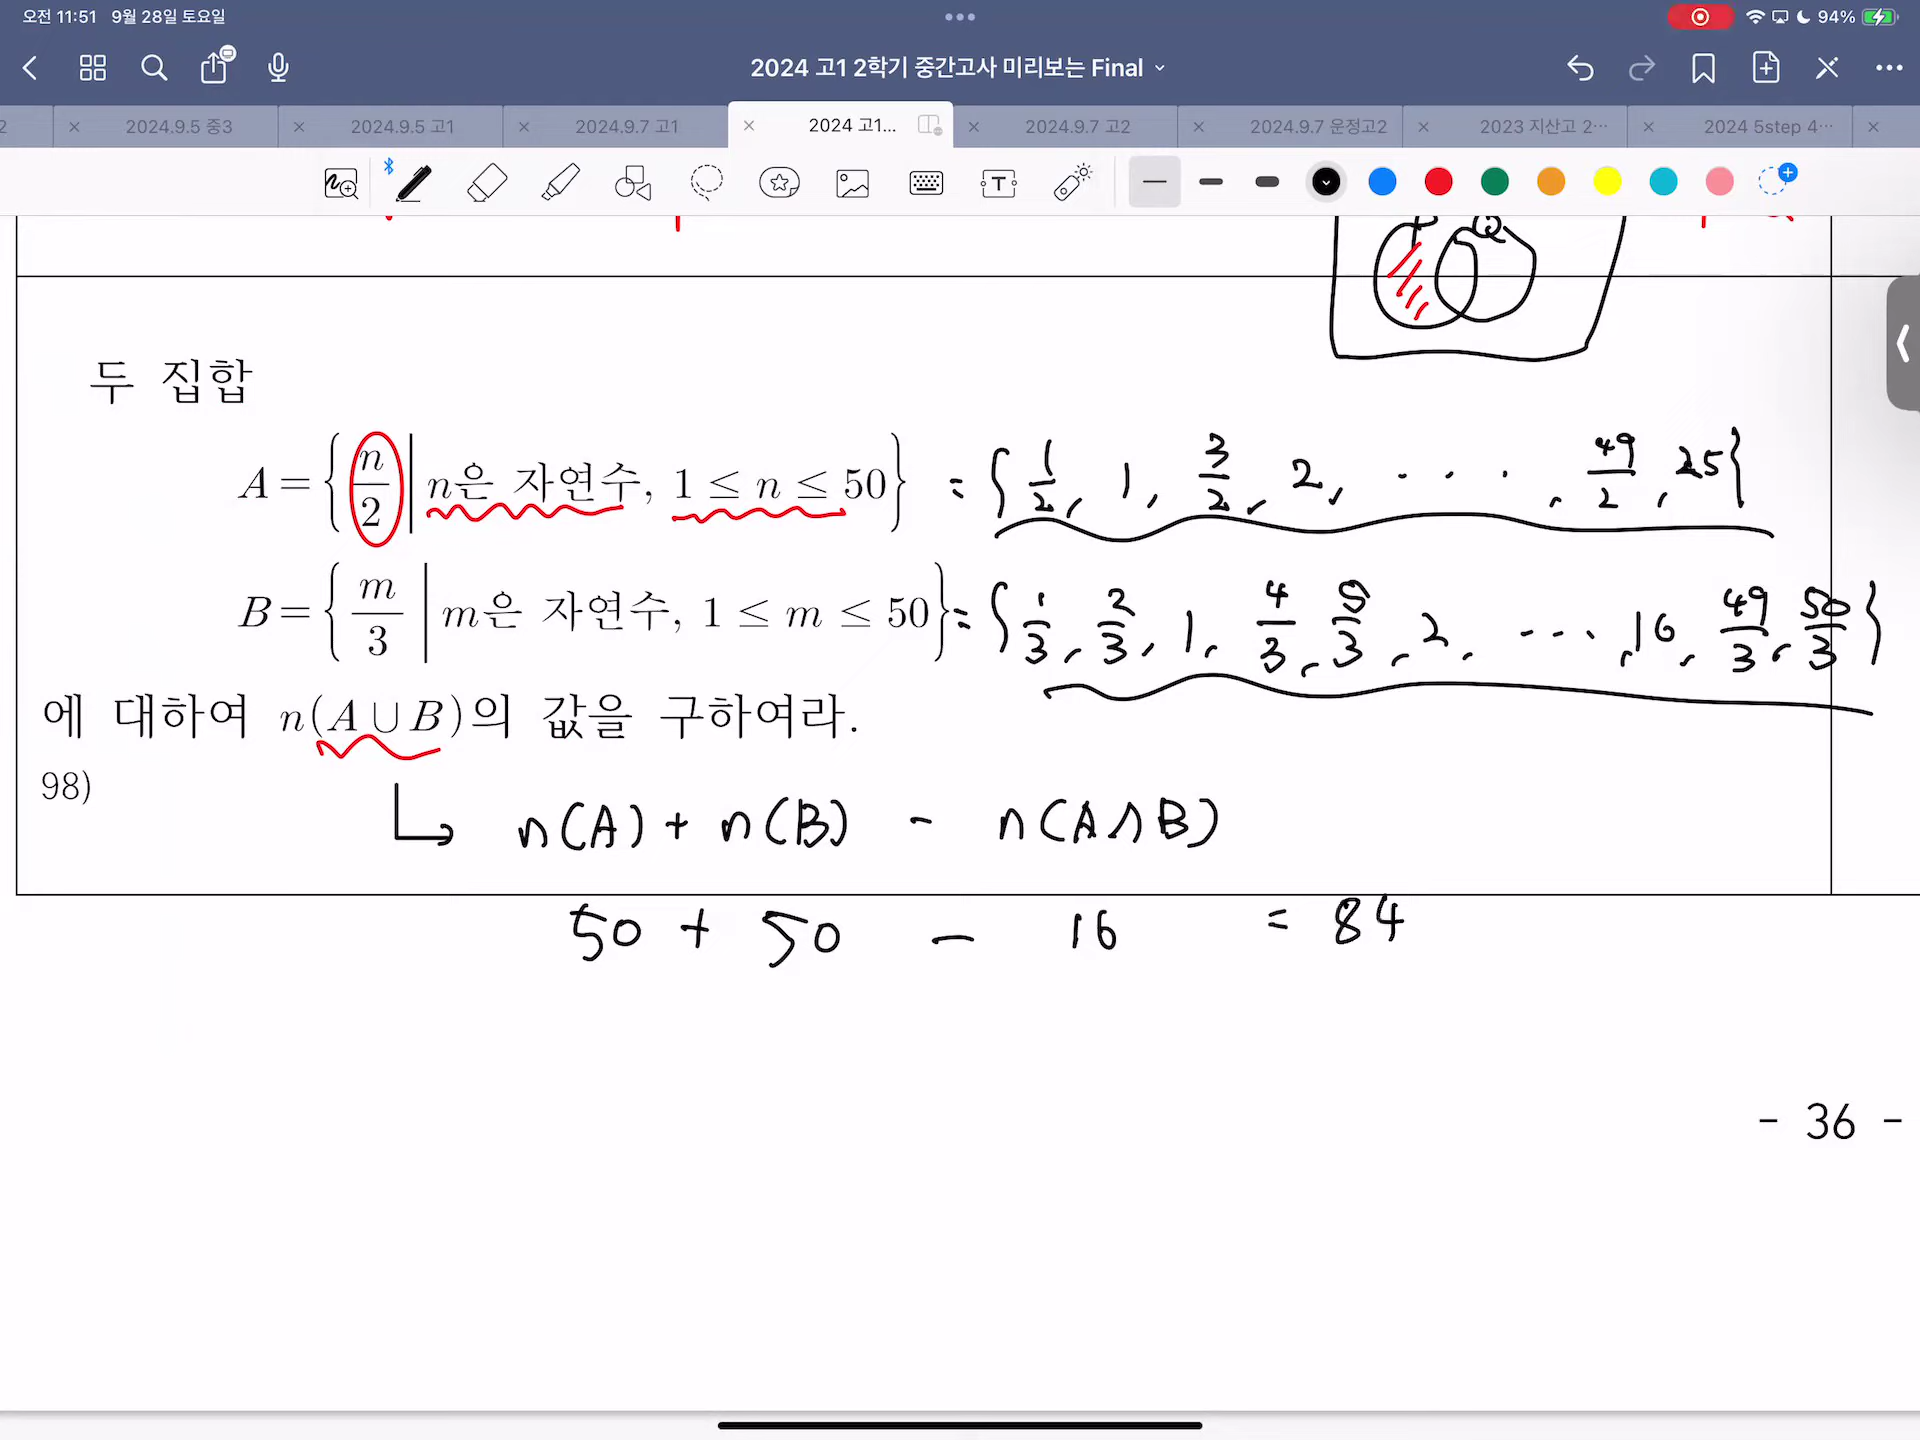 오전 11:51 9월 28일 토요일
94%
2024 고1 2학기 중간고사 미리보는 Final
2 2024.9.5 중3 2024.9.5 고1 2024.9.7 고1 2024 고1... 2024.9.7 고2 2024.9.7 운정고2 2023 지산고 2… 2024 5step 4…
P Q
두 집합
A = { n/2 | n은 자연수, 1 ≤ n ≤ 50 } = { 1/2, 1, 3/2, 2, · · · · , 49/2, 25 }
B = { m/3 | m은 자연수, 1 ≤ m ≤ 50 } = { 1/3, 2/3, 1, 4/3, 5/3, 2, ···· , 16, 49/3, 50/3 }
에 대하여 n(A∪B)의 값을 구하여라.
98)
n(A) + n(B) - n(A∩B)
50 + 50 - 16 = 84
- 36 -